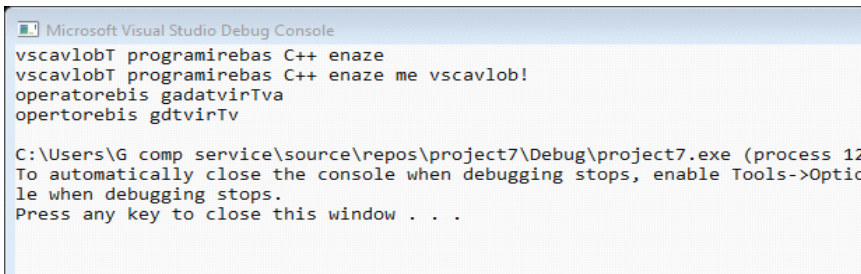 Microsoft Visual Studio Debug Console
vscavlobT programirebas C++ enaze
vscavlobT programirebas C++ enaze me vscavlob!
operatorebis gadatvirTva
opertorebis gdtvirTv
C:\Users\G comp service\source\repos\project7\Debug\project7.exe (process 12
To automatically close the console when debugging stops, enable Tools->Optio
le when debugging stops.
Press any key to close this window . . .